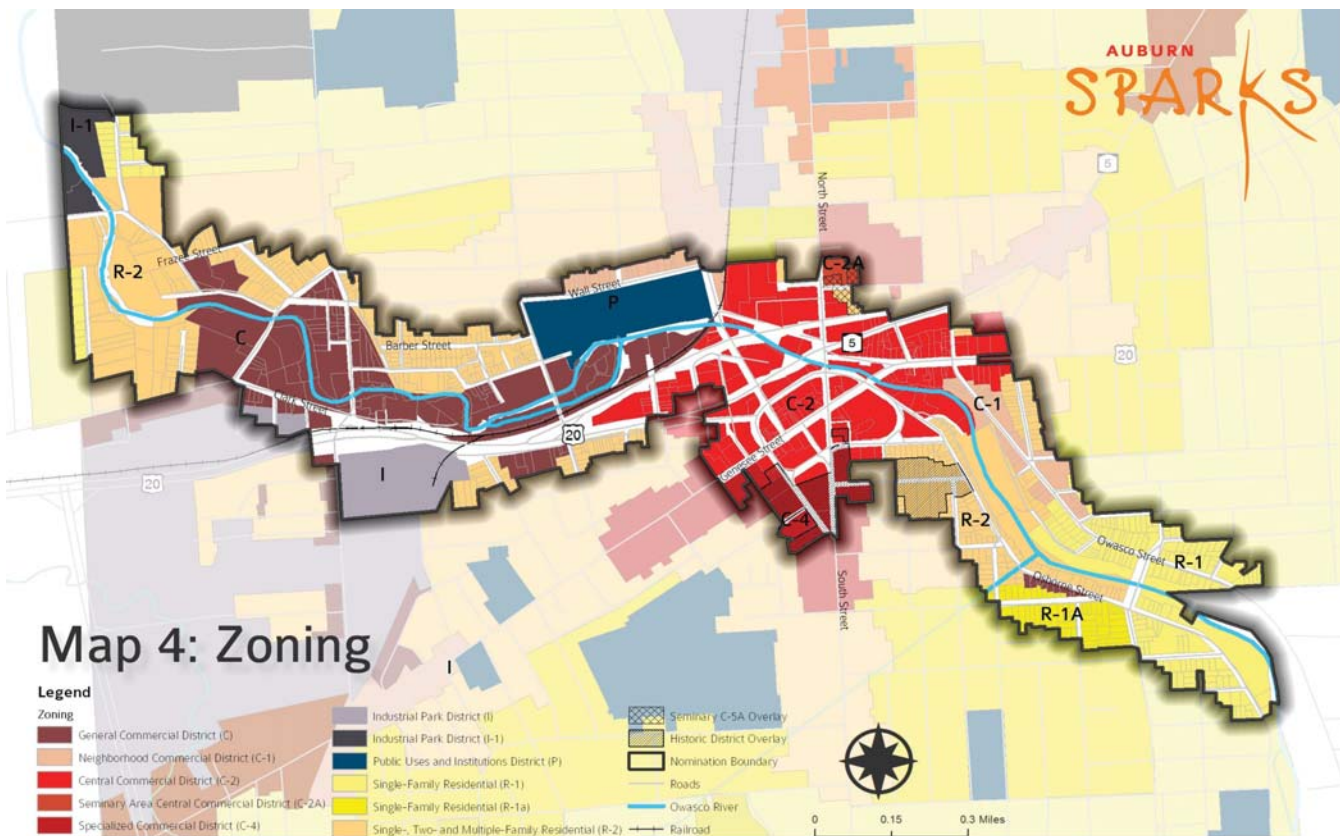 AUBURN
SPARKS
I-1
North Street
5
R-2
Frazee Street
C-2A
Wall Street
P
C
Barber Street
5
20
Clark Street
C-2
C-1
20
Genesee Street
I
20
C-4
R-2
Owasco Street
R-1
Osborne Street
R-1A
South Street
I
Map 4: Zoning
Legend
Zoning
General Commercial District (C)
Neighborhood Commercial District (C-1)
Central Commercial District (C-2)
Seminary Area Central Commercial District (C-2A)
Specialized Commercial District (C-4)
Industrial Park District (I)
Industrial Park District (I-1)
Public Uses and Institutions District (P)
Single-Family Residential (R-1)
Single-Family Residential (R-1a)
Single-, Two- and Multiple-Family Residential (R-2)
Seminary C-5A Overlay
Historic District Overlay
Nomination Boundary
Roads
Owasco River
Railroad
0 0.15 0.3 Miles